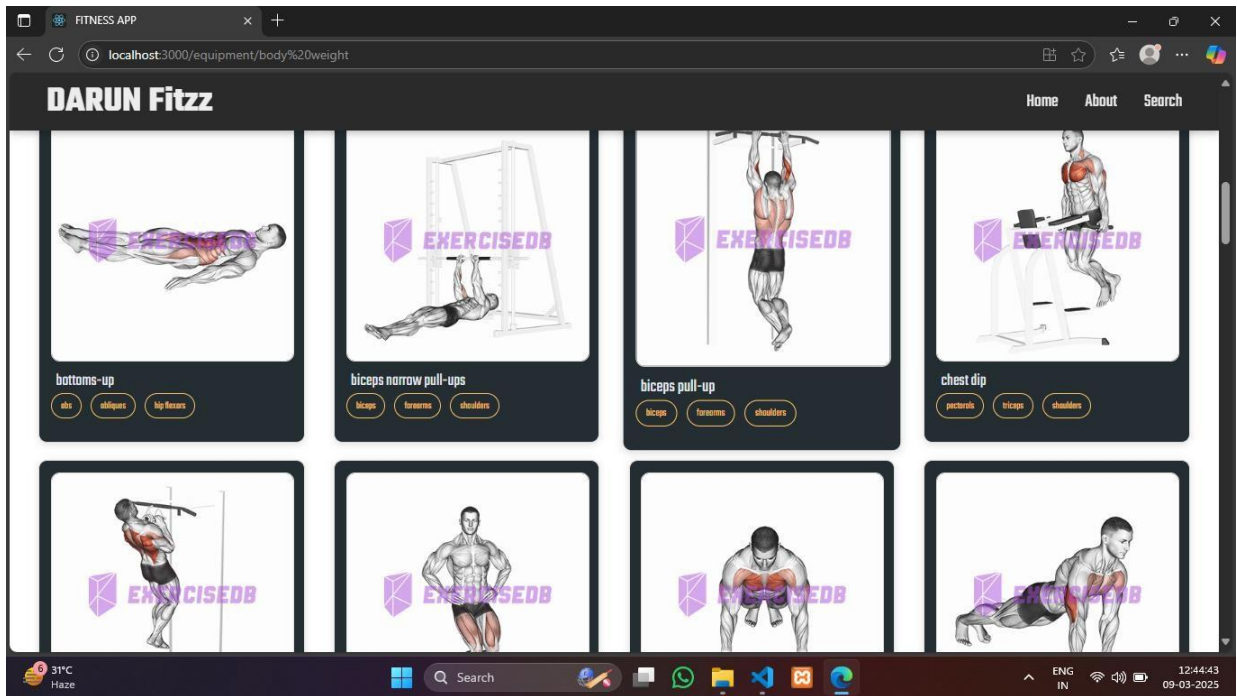 FITNESS APP
localhost:3000/equipment/body%20weight
DARUN Fitzz
Home About Search
EXERCISEDB EXERCISEDB EXERCISEDB EXERCISEDB
bottoms-up
abs obliques hip flexors
biceps narrow pull-ups
biceps forearms shoulders
biceps pull-up
biceps forearms shoulders
chest dip
pectorals triceps shoulders
EXERCISEDB EXERCISEDB EXERCISEDB EXERCISEDB
6
31°C
Haze
Search
ENG
IN
12:44:43
09-03-2025